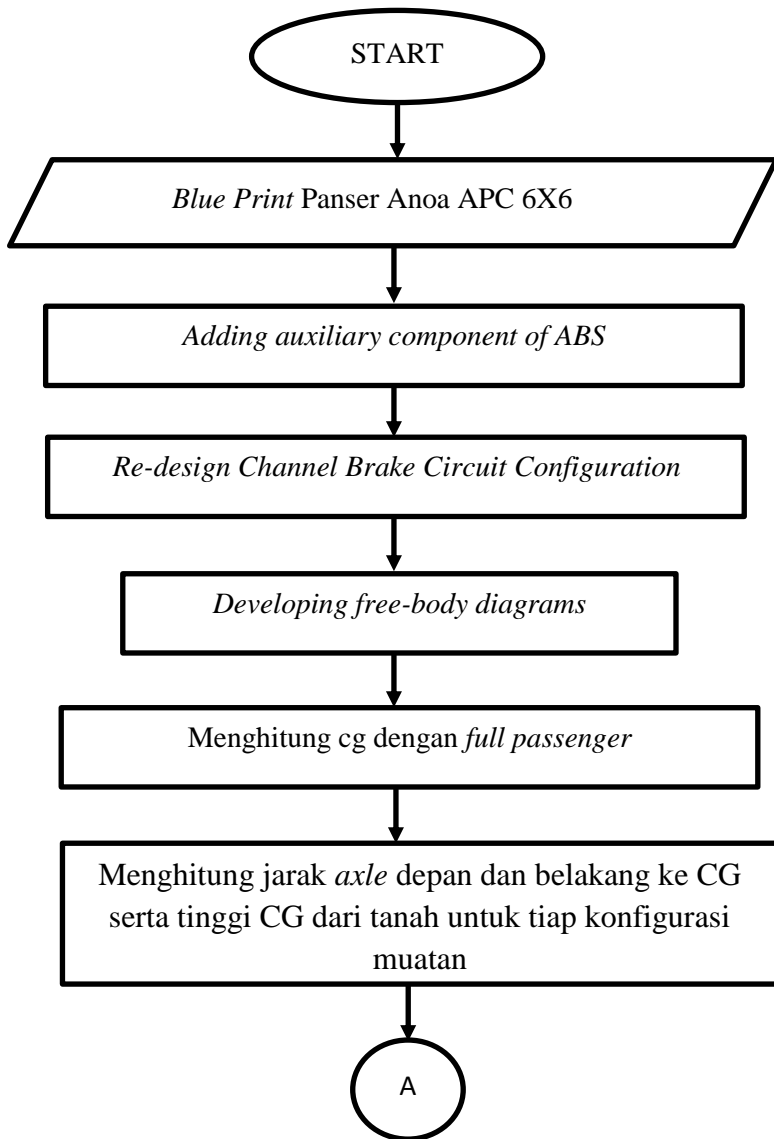 START
Blue Print Panser Anoa APC 6X6
Adding auxiliary component of ABS
Re-design Channel Brake Circuit Configuration
Developing free-body diagrams
Menghitung cg dengan full passenger
Menghitung jarak axle depan dan belakang ke CG
serta tinggi CG dari tanah untuk tiap konfigurasi
muatan
A